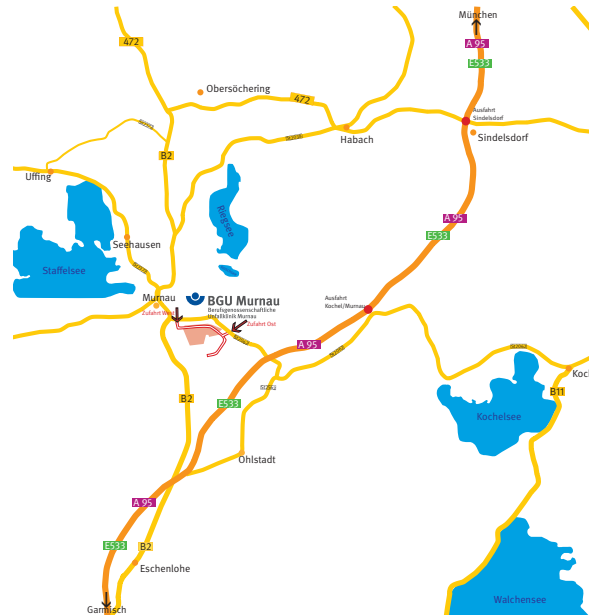 München
A 95
E533
472
Obersöchering
472
Ausfahrt
Sindelsdorf
Habach
Sindelsdorf
B2
Uffing
Riegsee
A 95
E533
Seehausen
Staffelsee
Murnau
BGU Murnau
Berufsgenossenschaftliche
Unfallklinik Murnau
Zufahrt West
Zufahrt Ost
Ausfahrt
Kochel/Murnau
A 95
St2062
B2
E533
B11
Kochelsee
Ohlstadt
A 95
E533
B2
Eschenlohe
Walchensee
Garmisch